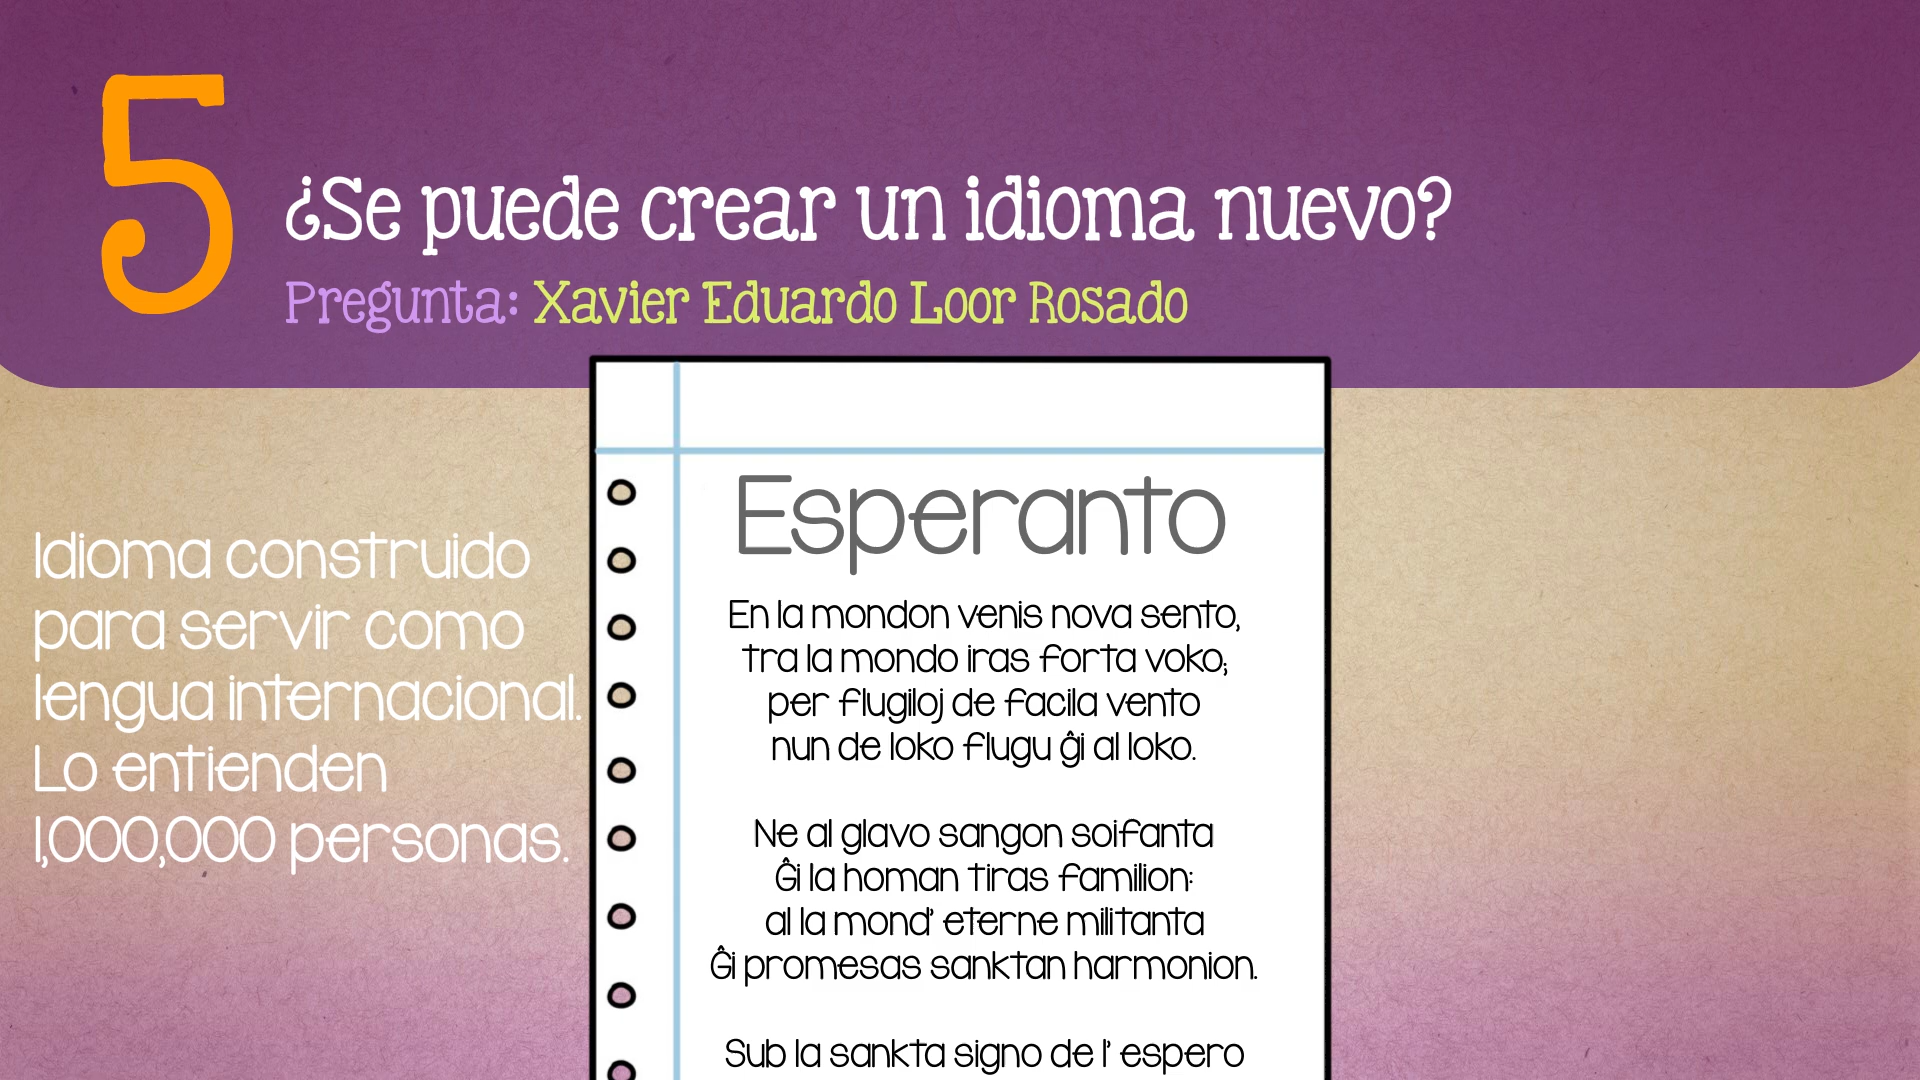 5
¿Se puede crear un idioma nuevo?
Pregunta: Xavier Eduardo Loor Rosado
Idioma construido
para servir como
lengua internacional.
Lo entienden
1,000,000 personas.
Esperanto
En la mondon venis nova sento,
tra la mondo iras forta voko;
per flugiloj de facila vento
nun de loko flugu ĝi al loko.
Ne al glavo sangon soifanta
Ĝi la homan tiras familion:
al la mond' eterne militanta
Ĝi promesas sanktan harmonion.
Sub la sankta signo de l' espero